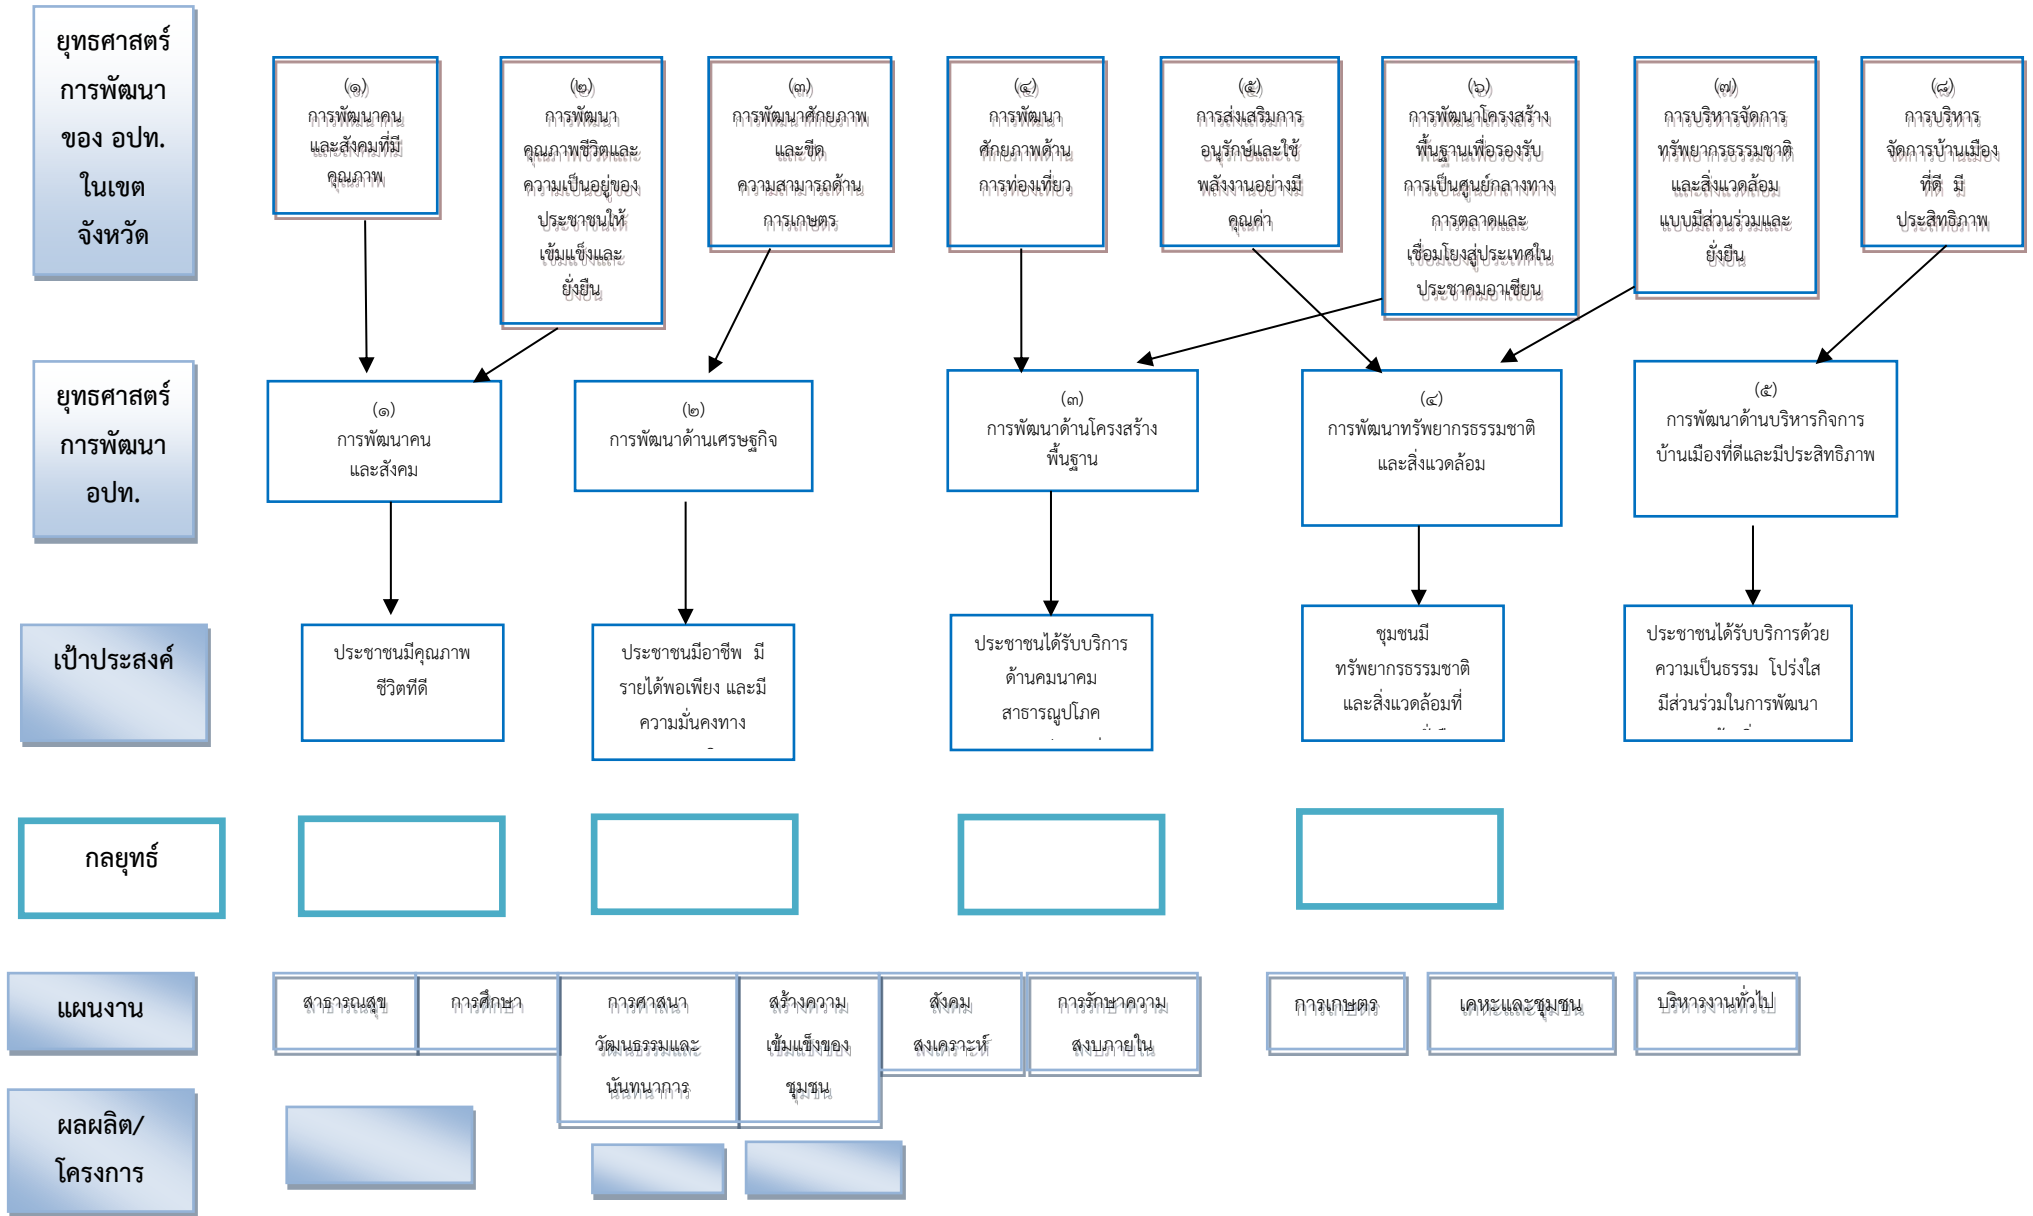 ยุทธศาสตร์
การพัฒนา
ของ อปท.
ในเขต
จังหวัด
(๑)
การพัฒนาคน
และสังคมที่มี
คุณภาพ
(๒)
การพัฒนา
คุณภาพชีวิตและ
ความเป็นอยู่ของ
ประชาชนให้
เข้มแข็งและ
ยั่งยืน
(๓)
การพัฒนาศักยภาพ
และขีด
ความสามารถด้าน
การเกษตร
(๔)
การพัฒนา
ศักยภาพด้าน
การท่องเที่ยว
(๕)
การส่งเสริมการ
อนุรักษ์และใช้
พลังงานอย่างมี
คุณค่า
(๖)
การพัฒนาโครงสร้าง
พื้นฐานเพื่อรองรับ
การเป็นศูนย์กลางทาง
การตลาดและ
เชื่อมโยงสู่ประเทศใน
ประชาคมอาเซียน
(๗)
การบริหารจัดการ
ทรัพยากรธรรมชาติ
และสิ่งแวดล้อม
แบบมีส่วนร่วมและ
ยั่งยืน
(๘)
การบริหาร
จัดการบ้านเมือง
ที่ดี มี
ประสิทธิภาพ
ยุทธศาสตร์
การพัฒนา
อปท.
(๑)
การพัฒนาคน
และสังคม
(๒)
การพัฒนาด้านเศรษฐกิจ
(๓)
การพัฒนาด้านโครงสร้าง
พื้นฐาน
(๔)
การพัฒนาทรัพยากรธรรมชาติ
และสิ่งแวดล้อม
(๕)
การพัฒนาด้านบริหารกิจการ
บ้านเมืองที่ดีและมีประสิทธิภาพ
เป้าประสงค์
ประชาชนมีคุณภาพ
ชีวิตที่ดี
ประชาชนมีอาชีพ มี
รายได้พอเพียง และมี
ความมั่นคงทาง
ประชาชนได้รับบริการ
ด้านคมนาคม
สาธารณูปโภค
ชุมชนมี
ทรัพยากรธรรมชาติ
และสิ่งแวดล้อมที่
ประชาชนได้รับบริการด้วย
ความเป็นธรรม โปร่งใส
มีส่วนร่วมในการพัฒนา
กลยุทธ์
แผนงาน
สาธารณสุข
การศึกษา
การศาสนา
วัฒนธรรมและ
นันทนาการ
สร้างความ
เข้มแข็งของ
ชุมชน
สังคม
สงเคราะห์
การรักษาความ
สงบภายใน
การเกษตร
เคหะและชุมชน
บริหารงานทั่วไป
ผลผลิต/
โครงการ